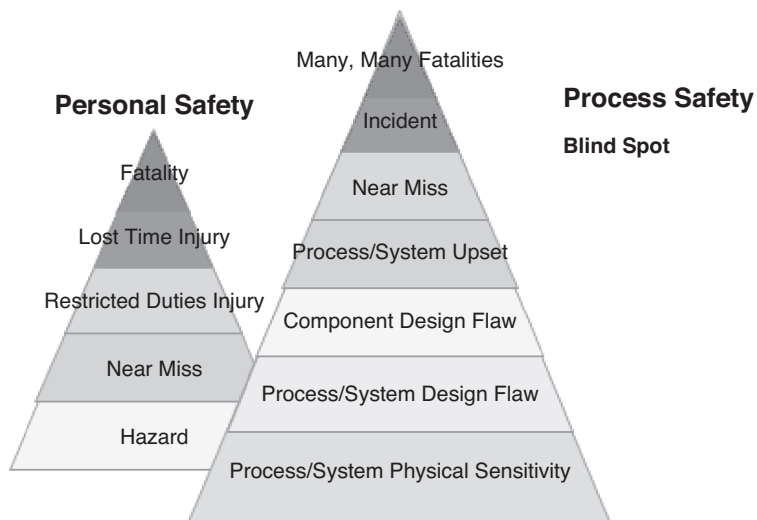 Personal Safety
Fatality
Lost Time Injury
Restricted Duties Injury
Near Miss
Hazard
Many, Many Fatalities
Incident
Near Miss
Process/System Upset
Component Design Flaw
Process/System Design Flaw
Process/System Physical Sensitivity
Process Safety
Blind Spot